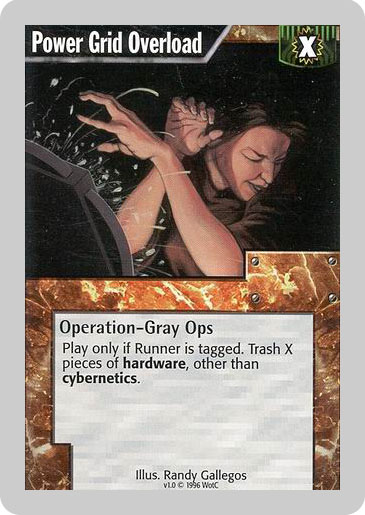 Power Grid Overload
X
Operation-Gray Ops
Play only if Runner is tagged. Trash X
pieces of hardware, other than
cybernetics.
Illus. Randy Gallegos
v1.0 © 1996 WotC